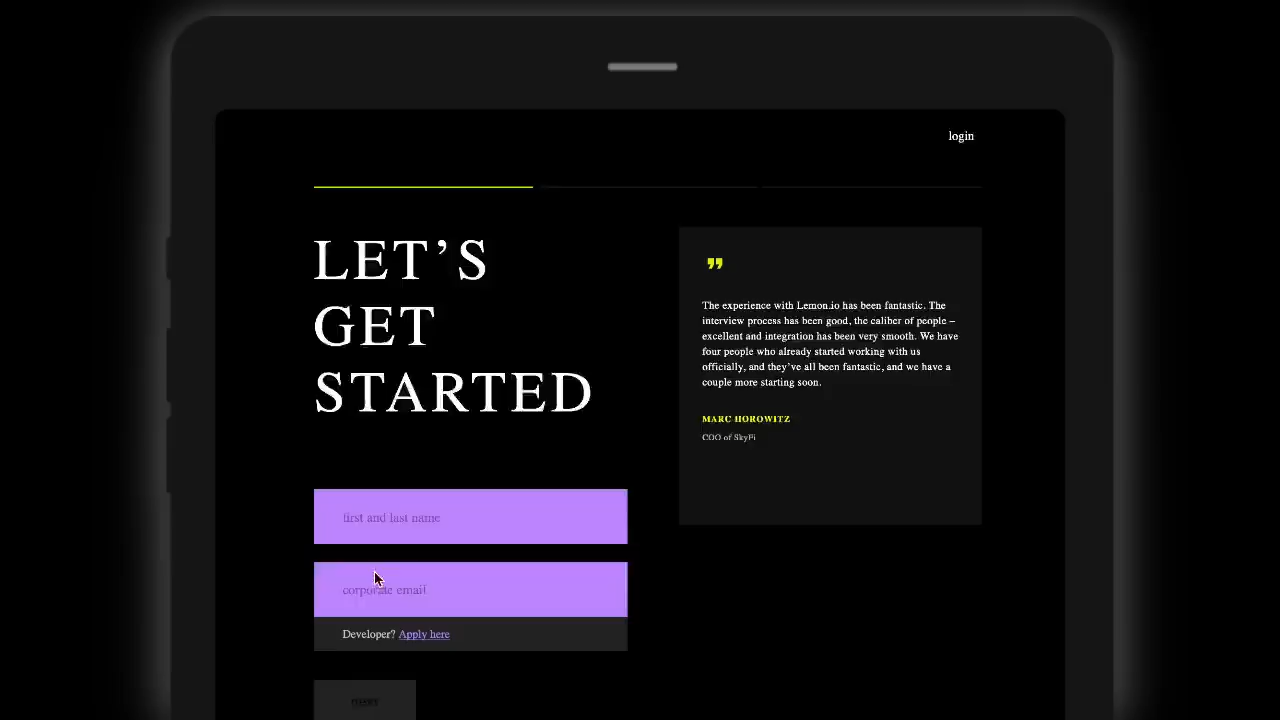 login
LET’S
GET
STARTED
❞
The experience with Lemon.io has been fantastic. The
interview process has been good, the caliber of people –
excellent and integration has been very smooth. We have
four people who already started working with us
officially, and they’ve all been fantastic, and we have a
couple more starting soon.
MARC HOROWITZ
COO of SkyFi
first and last name
corporate email
Developer? Apply here